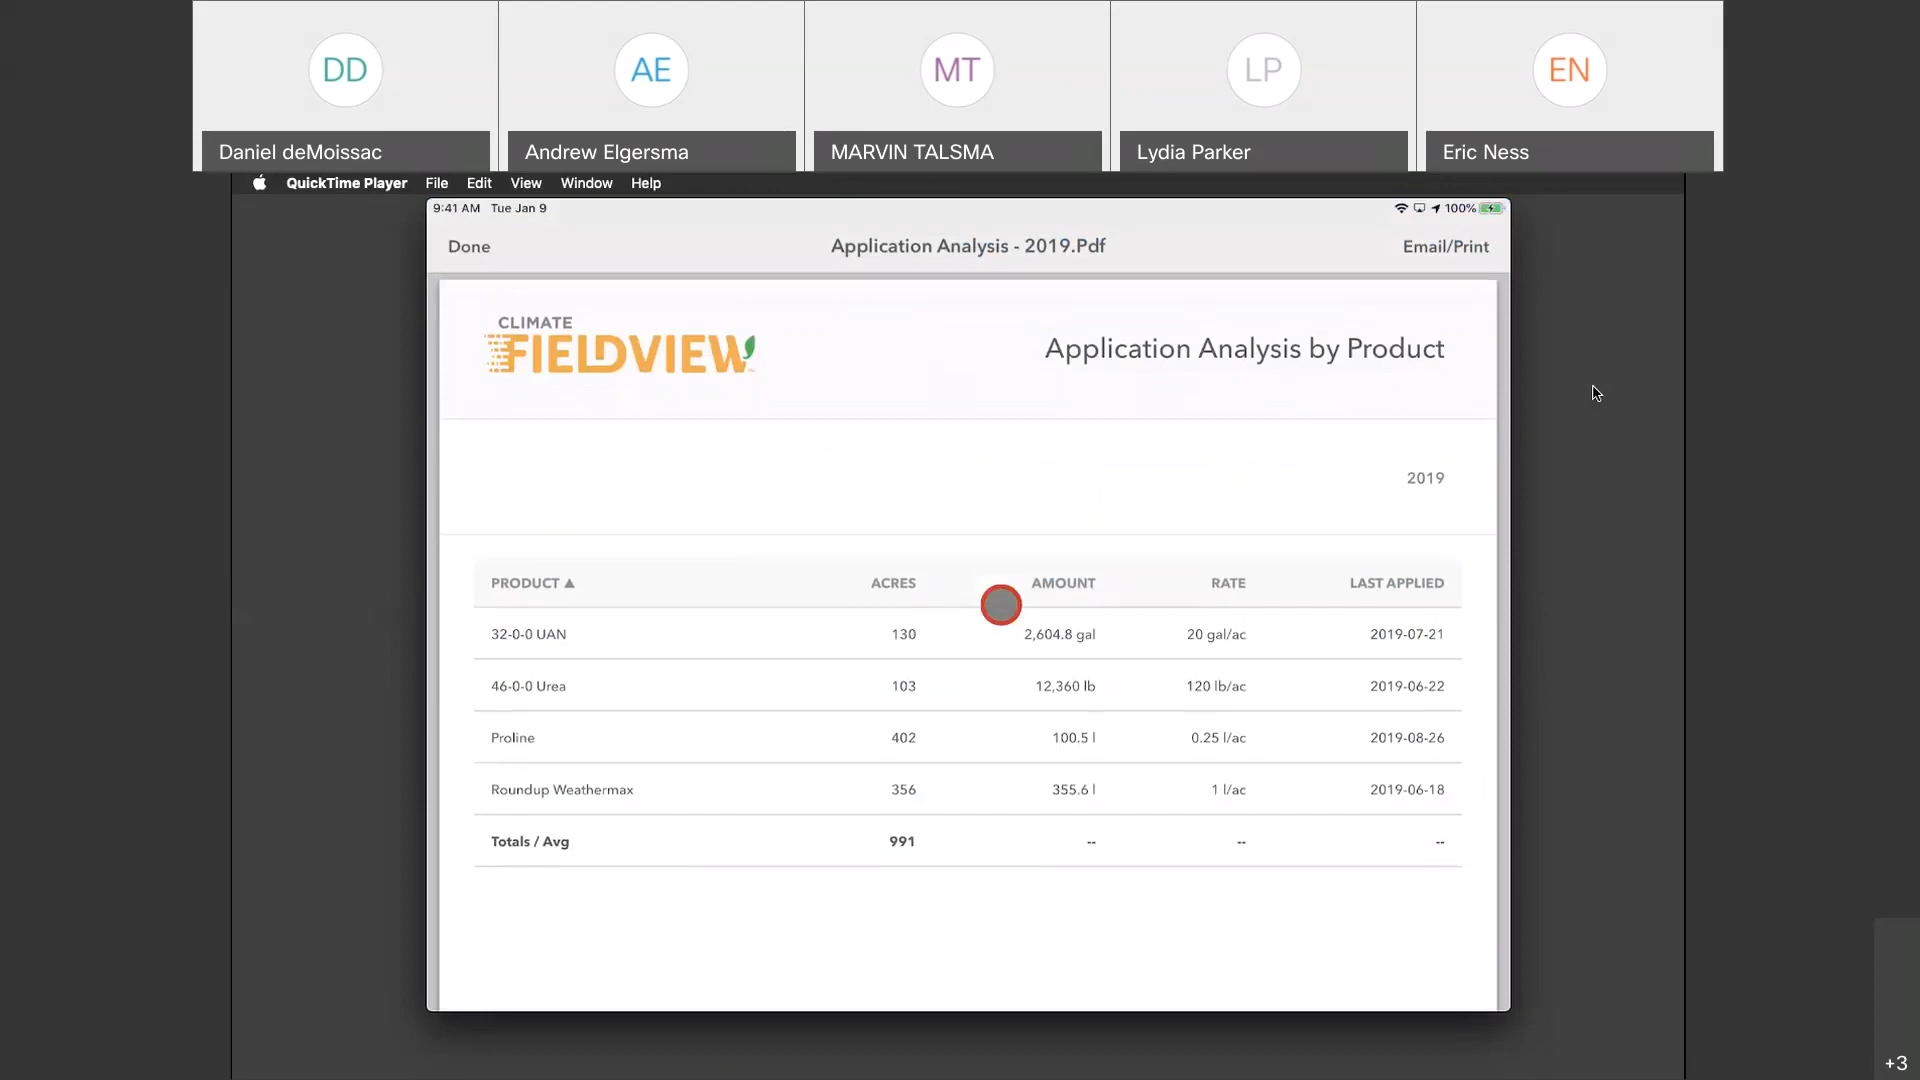 DD AE MT LP EN
Daniel deMoissac Andrew Elgersma MARVIN TALSMA Lydia Parker Eric Ness
QuickTime Player File Edit View Window Help
9:41 AM Tue Jan 9 100%
Done Application Analysis - 2019.Pdf Email/Print
CLIMATE
FIELDVIEW
Application Analysis by Product
2019
PRODUCT ▲ ACRES AMOUNT RATE LAST APPLIED
32-0-0 UAN 130 2,604.8 gal 20 gal/ac 2019-07-21
46-0-0 Urea 103 12,360 lb 120 lb/ac 2019-06-22
Proline 402 100.5 l 0.25 l/ac 2019-08-26
Roundup Weathermax 356 355.6 l 1 l/ac 2019-06-18
Totals / Avg 991 -- -- --
+3